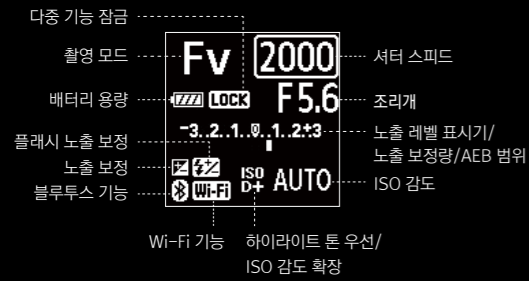 다중 기능 잠금
촬영 모드
Fv
2000
셔터 스피드
배터리 용량
LOCK
F5.6
조리개
플래시 노출 보정
-3..2..1..0..1..2.+3
노출 레벨 표시기/
노출 보정량/AEB 범위
노출 보정
블루투스 기능
Wi-Fi
ISO
D+
AUTO
ISO 감도
Wi-Fi 기능
하이라이트 톤 우선/
ISO 감도 확장